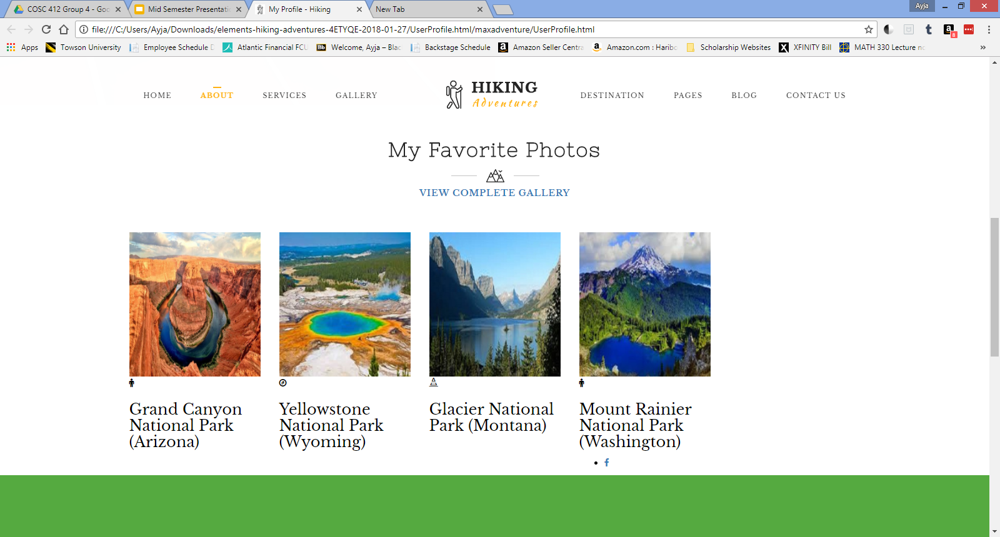 COSC 412 Group 4 - Goo
Mid Semester Presentatio
My Profile - Hiking
New Tab
Ayja
file:///C:/Users/Ayja/Downloads/elements-hiking-adventures-4ETYQE-2018-01-27/UserProfile.html/maxadventure/UserProfile.html
8
Apps
Towson University
Employee Schedule D
Atlantic Financial FCU
Bb
Welcome, Ayja – Blac
Backstage Schedule
Amazon Seller Centra
Amazon.com : Haribo
Scholarship Websites
XFINITY Bill
MATH 330 Lecture no
HOME
ABOUT
SERVICES
GALLERY
HIKING
Adventures
DESTINATION
PAGES
BLOG
CONTACT US
My Favorite Photos
VIEW COMPLETE GALLERY
Grand Canyon
National Park
(Arizona)
Yellowstone
National Park
(Wyoming)
Glacier National
Park (Montana)
Mount Rainier
National Park
(Washington)